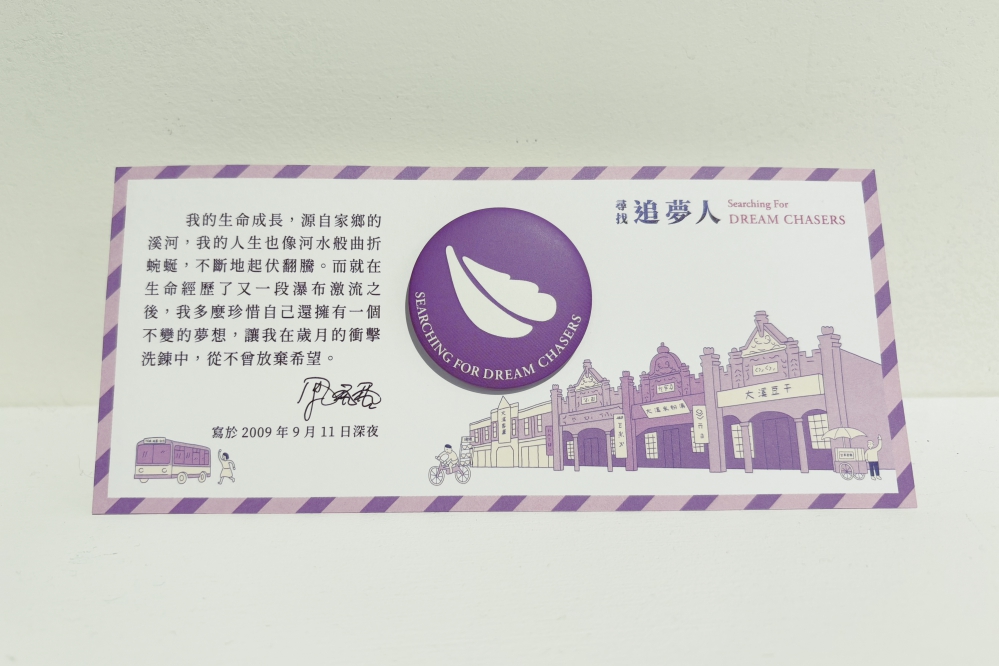 我的生命成長，源自家鄉的
溪河，我的人生也像河水般曲折
蜿蜒，不斷地起伏翻騰。而就在
生命經歷了又一段瀑布激流之
後，我多麼珍惜自己還擁有一個
不變的夢想，讓我在歲月的衝擊
洗鍊中，從不曾放棄希望。
寫於 2009 年 9 月 11 日深夜
SEARCHING FOR DREAM CHASERS
尋找
追夢人
Searching For
DREAM CHASERS
大溪豆干